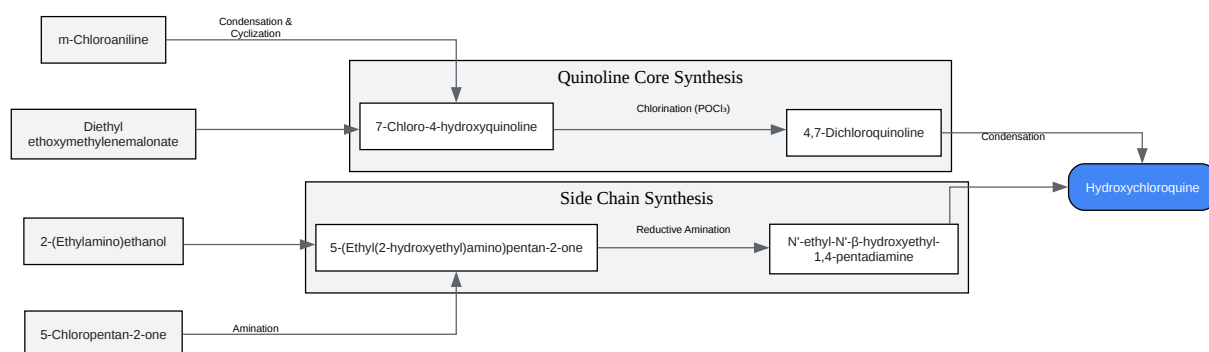 Condensation &
Cyclization
m-Chloroaniline
Quinoline Core Synthesis
Diethyl
ethoxymethylenemalonate
7-Chloro-4-hydroxyquinoline
Chlorination (POCl₃)
4,7-Dichloroquinoline
Condensation
Hydroxychloroquine
Side Chain Synthesis
2-(Ethylamino)ethanol
5-(Ethyl(2-hydroxyethyl)amino)pentan-2-one
Reductive Amination
N'-ethyl-N'-β-hydroxyethyl-
1,4-pentadiamine
5-Chloropentan-2-one
Amination